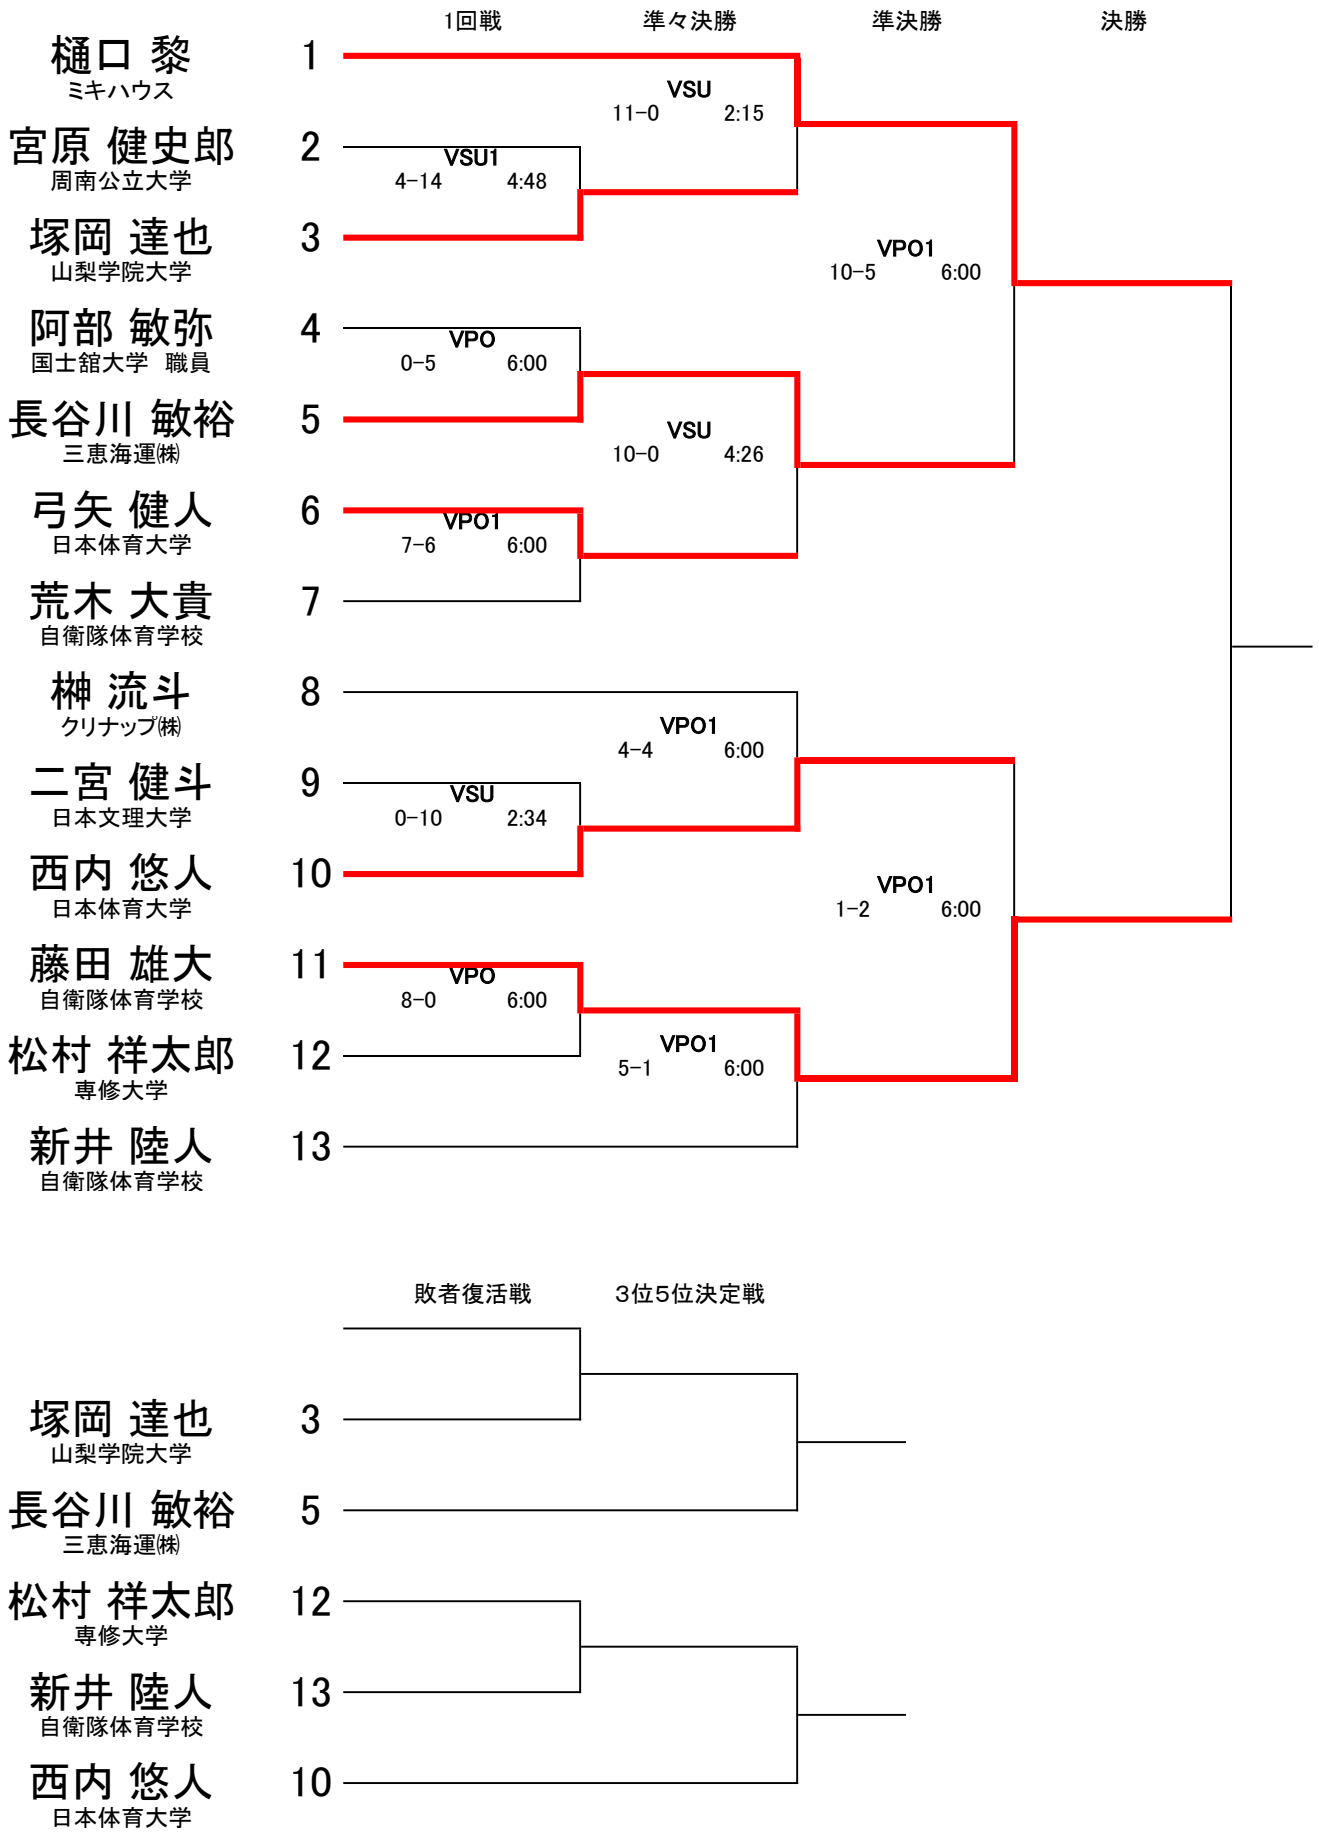 1回戦 準々決勝 準決勝 決勝
樋口 黎 1
ミキハウス
VSU
11-0 2:15
宮原 健史郎 2
周南公立大学
VSU1
4-14 4:48
塚岡 達也 3
山梨学院大学
VPO1
10-5 6:00
阿部 敏弥 4
国士舘大学 職員
VPO
0-5 6:00
長谷川 敏裕 5
三恵海運㈱
VSU
10-0 4:26
弓矢 健人 6
日本体育大学
VPO1
7-6 6:00
荒木 大貴 7
自衛隊体育学校
榊 流斗 8
クリナップ㈱
VPO1
4-4 6:00
二宮 健斗 9
日本文理大学
VSU
0-10 2:34
西内 悠人 10
日本体育大学
VPO1
1-2 6:00
藤田 雄大 11
自衛隊体育学校
VPO
8-0 6:00
松村 祥太郎 12
専修大学
VPO1
5-1 6:00
新井 陸人 13
自衛隊体育学校
敗者復活戦 3位5位決定戦
塚岡 達也 3
山梨学院大学
長谷川 敏裕 5
三恵海運㈱
松村 祥太郎 12
専修大学
新井 陸人 13
自衛隊体育学校
西内 悠人 10
日本体育大学